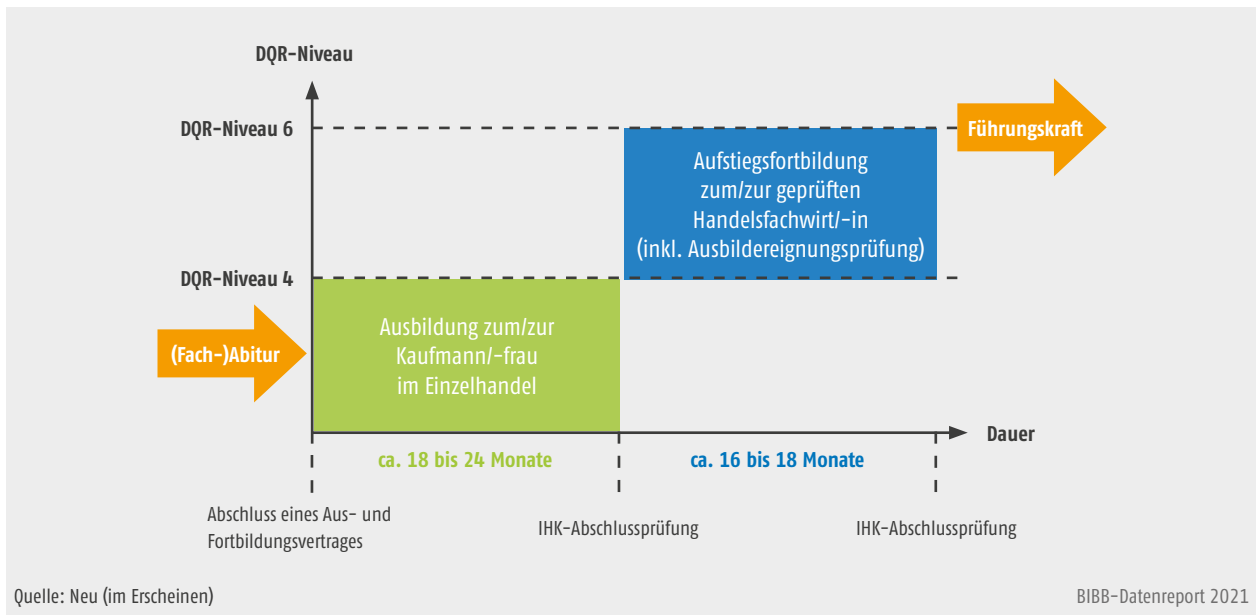 DQR-Niveau
DQR-Niveau 6
Führungskraft
Aufstiegsfortbildung
zum/zur geprüften
Handelsfachwirt/-in
(inkl. Ausbildereignungsprüfung)
DQR-Niveau 4
(Fach-)Abitur
Ausbildung zum/zur
Kaufmann/-frau
im Einzelhandel
Dauer
ca. 18 bis 24 Monate
ca. 16 bis 18 Monate
Abschluss eines Aus- und
Fortbildungsvertrages
IHK-Abschlussprüfung
IHK-Abschlussprüfung
Quelle: Neu (im Erscheinen)
BIBB-Datenreport 2021